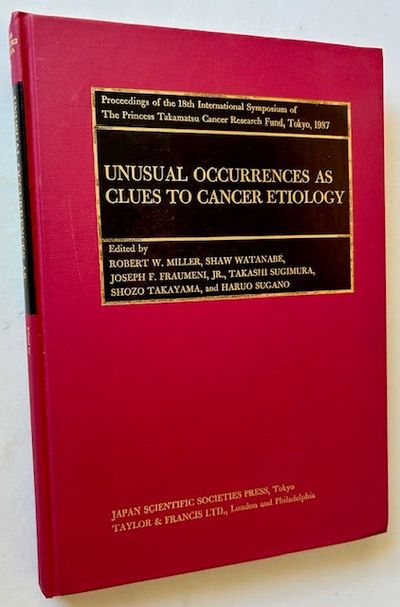 Proceedings of the 18th International Symposium of
The Princess Takamatsu Cancer Research Fund, Tokyo, 1987
UNUSUAL OCCURRENCES AS
CLUES TO CANCER ETIOLOGY
Edited by
ROBERT W. MILLER, SHAW WATANABE,
JOSEPH F. FRAUMENI, JR., TAKASHI SUGIMURA,
SHOZO TAKAYAMA, and HARUO SUGANO
JAPAN SCIENTIFIC SOCIETIES PRESS, Tokyo
TAYLOR & FRANCIS LTD., London and Philadelphia